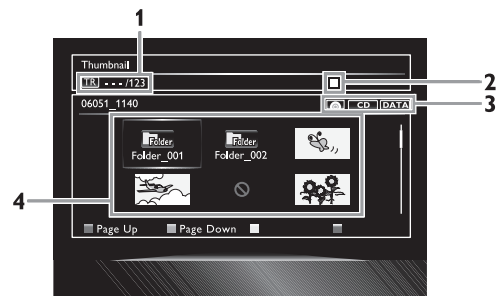 1
Thumbnail
2
TR - - - /123
3
06051_1140 CD DATA
Folder Folder
Folder_001 Folder_002
4
Page Up Page Down